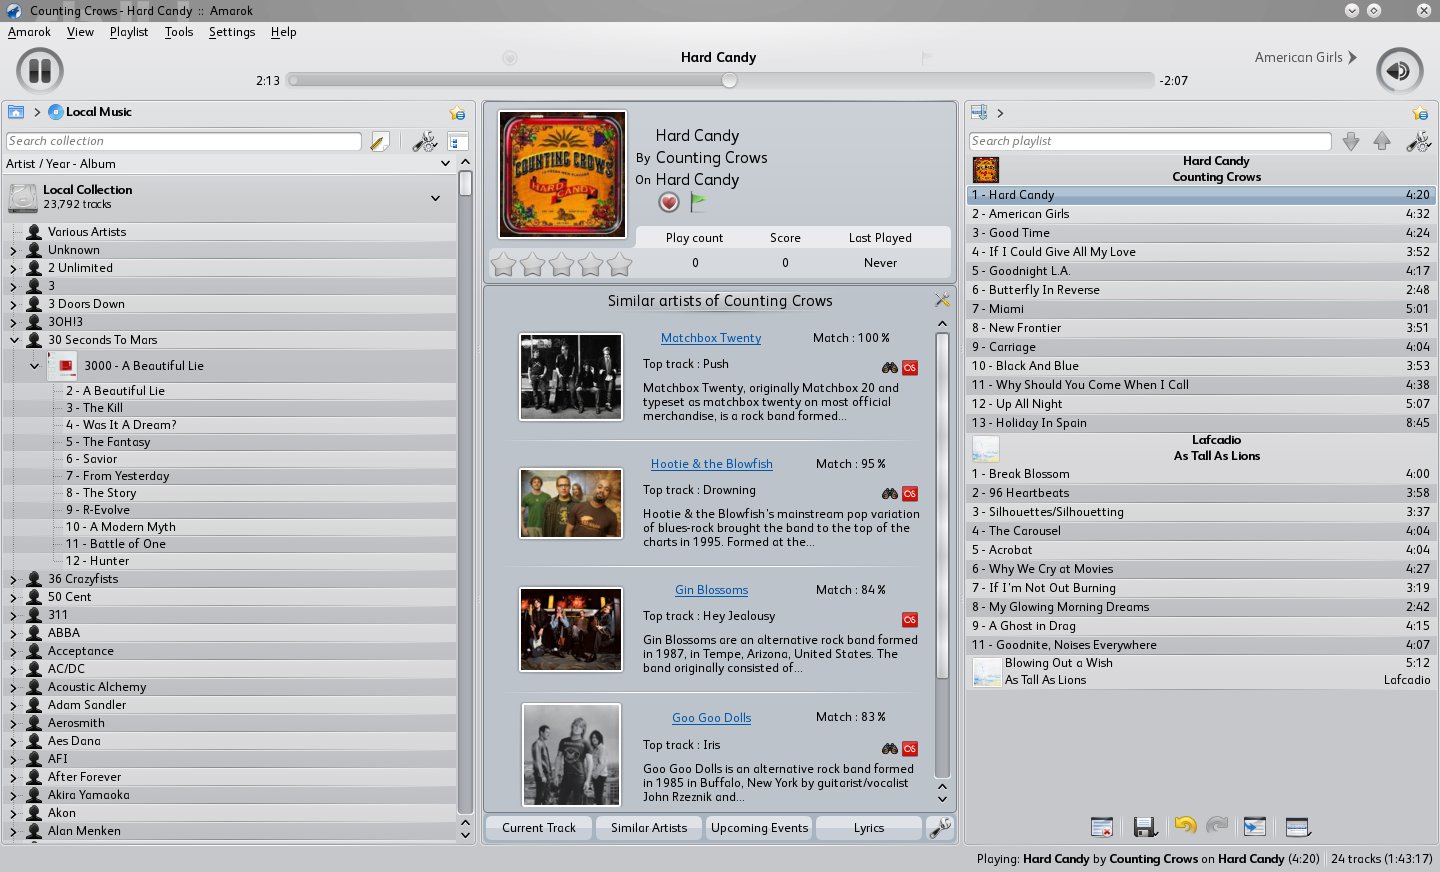 Counting Crows - Hard Candy :: Amarok
Amarok View Playlist Tools Settings Help
Hard Candy
American Girls
2:13
-2:07
Local Music
Search collection
Artist / Year - Album
Local Collection
23,792 tracks
Various Artists
Unknown
2 Unlimited
3
3 Doors Down
3OH!3
30 Seconds To Mars
3000 - A Beautiful Lie
2 - A Beautiful Lie
3 - The Kill
4 - Was It A Dream?
5 - The Fantasy
6 - Savior
7 - From Yesterday
8 - The Story
9 - R-Evolve
10 - A Modern Myth
11 - Battle of One
12 - Hunter
36 Crazyfists
50 Cent
311
ABBA
Acceptance
AC/DC
Acoustic Alchemy
Adam Sandler
Aerosmith
Aes Dana
AFI
After Forever
Akira Yamaoka
Akon
Alan Menken
COUNTING CROWS
HARD CANDY
Hard Candy
By Counting Crows
On Hard Candy
Play count Score Last Played
0 0 Never
Similar artists of Counting Crows
Matchbox Twenty Match : 100 %
Top track : Push
Matchbox Twenty, originally Matchbox 20 and
typeset as matchbox twenty on most official
merchandise, is a rock band formed...
Hootie & the Blowfish Match : 95 %
Top track : Drowning
Hootie & the Blowfish's mainstream pop variation
of blues-rock brought the band to the top of the
charts in 1995. Formed at the...
Gin Blossoms Match : 84 %
Top track : Hey Jealousy
Gin Blossoms are an alternative rock band formed
in 1987, in Tempe, Arizona, United States. The
band originally consisted of...
Goo Goo Dolls Match : 83 %
Top track : Iris
Goo Goo Dolls is an alternative rock band formed
in 1985 in Buffalo, New York by guitarist/vocalist
John Rzeznik and...
Current Track Similar Artists Upcoming Events Lyrics
Search playlist
Hard Candy
Counting Crows
1 - Hard Candy 4:20
2 - American Girls 4:32
3 - Good Time 4:24
4 - If I Could Give All My Love 3:52
5 - Goodnight L.A. 4:17
6 - Butterfly In Reverse 2:48
7 - Miami 5:01
8 - New Frontier 3:51
9 - Carriage 4:04
10 - Black And Blue 3:53
11 - Why Should You Come When I Call 4:38
12 - Up All Night 5:07
13 - Holiday In Spain 8:45
Lafcadio
As Tall As Lions
1 - Break Blossom 4:00
2 - 96 Heartbeats 3:58
3 - Silhouettes/Silhouetting 3:37
4 - The Carousel 4:04
5 - Acrobat 4:04
6 - Why We Cry at Movies 4:27
7 - If I'm Not Out Burning 3:19
8 - My Glowing Morning Dreams 2:42
9 - A Ghost in Drag 4:15
11 - Goodnite, Noises Everywhere 4:07
Blowing Out a Wish 5:12
As Tall As Lions Lafcadio
Playing: Hard Candy by Counting Crows on Hard Candy (4:20) 24 tracks (1:43:17)